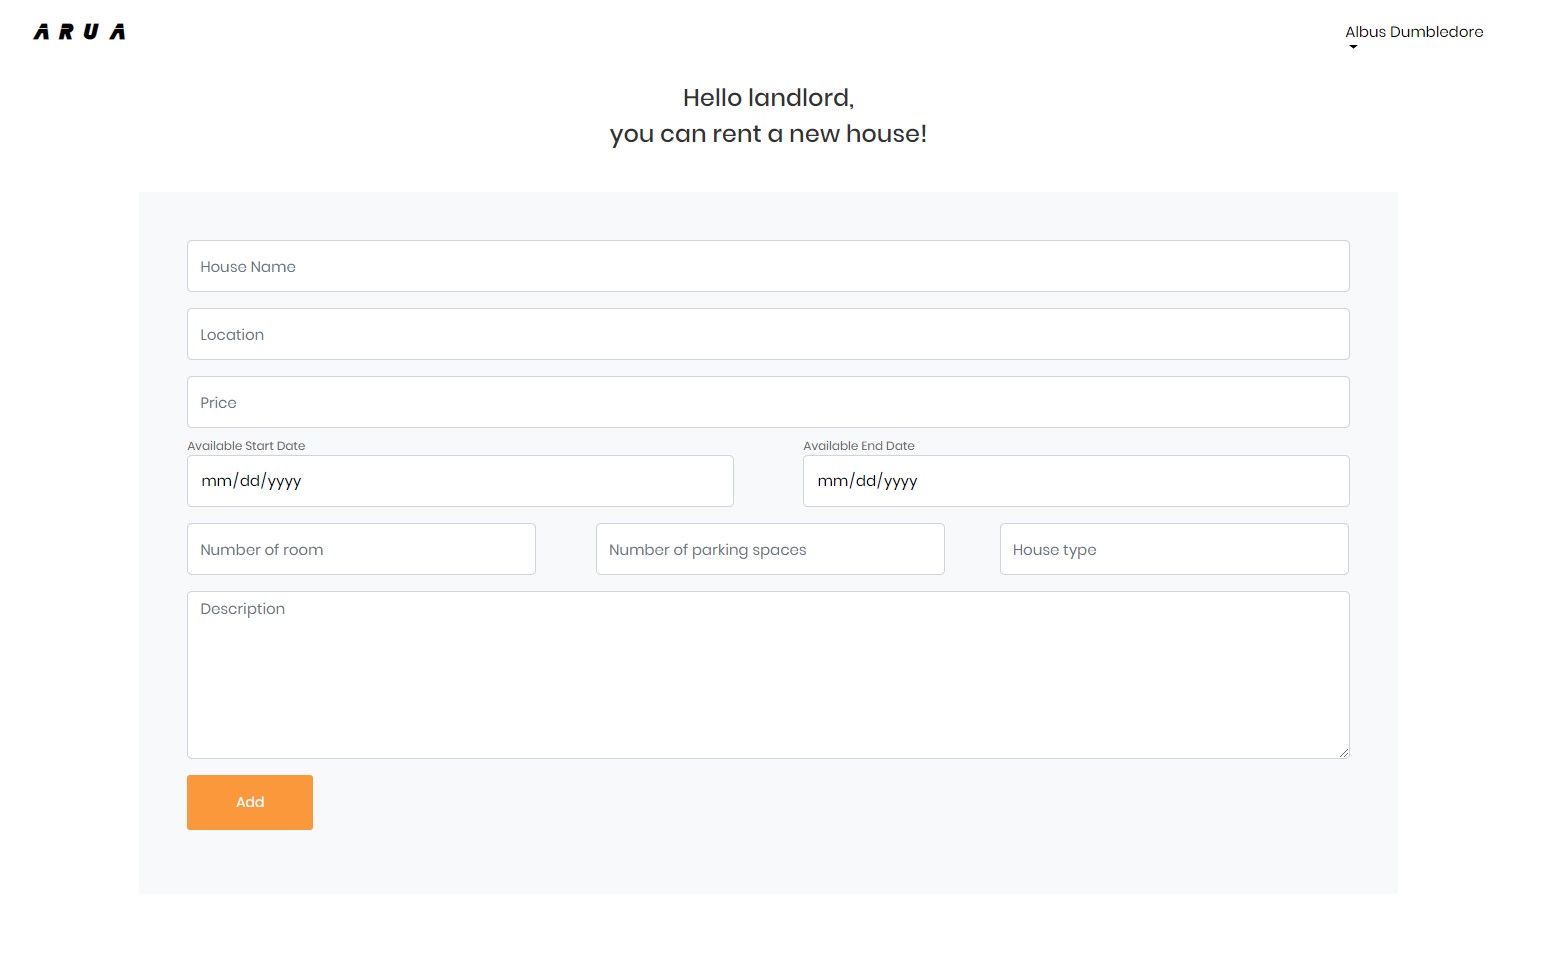 ARUA
Albus Dumbledore
Hello landlord,
you can rent a new house!
House Name
Location
Price
Available Start Date
Available End Date
mm/dd/yyyy
mm/dd/yyyy
Number of room
Number of parking spaces
House type
Description
Add